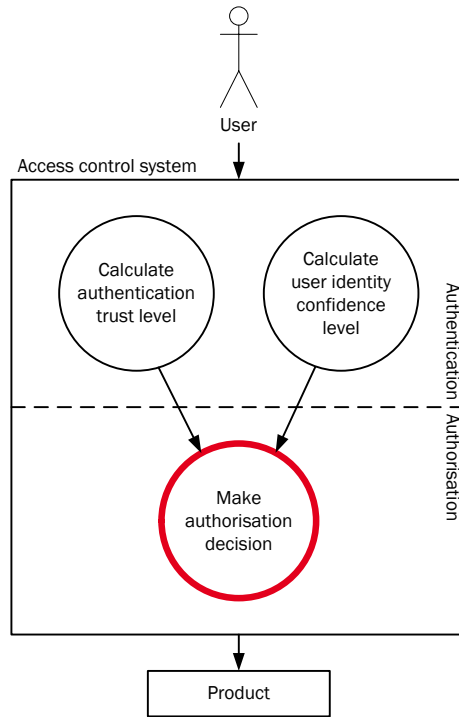 User
Access control system
Calculate
authentication
trust level
Calculate
user identity
confidence
level
Authentication
Authorisation
Make
authorisation
decision
Product